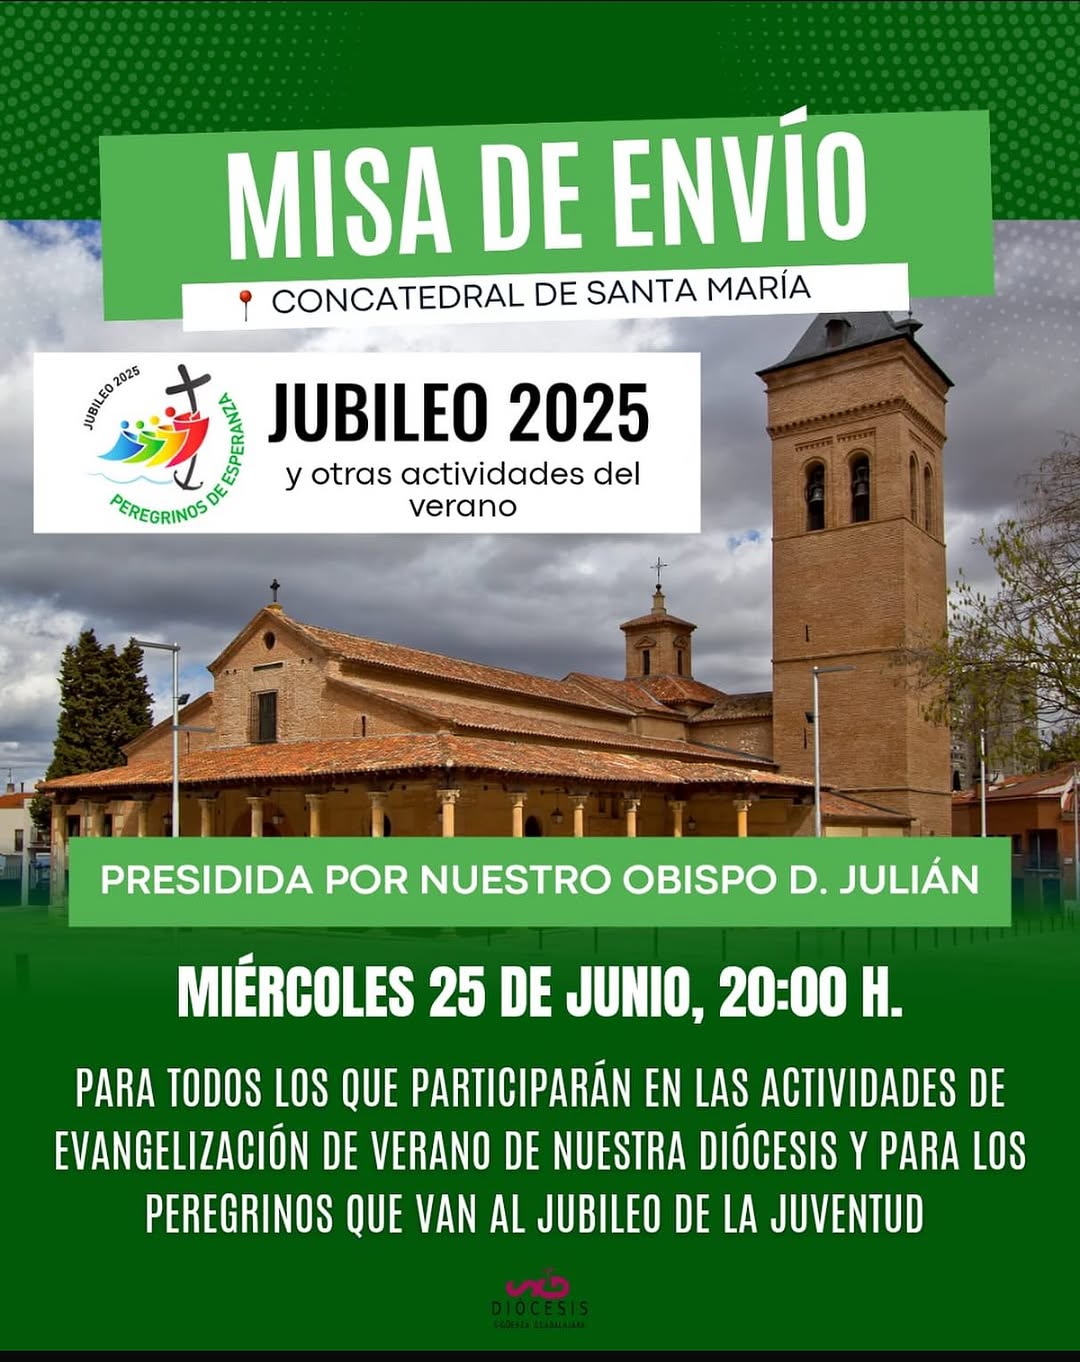 MISA DE ENVÍO
CONCATEDRAL DE SANTA MARÍA
JUBILEO 2025
PEREGRINOS DE ESPERANZA
JUBILEO 2025
y otras actividades del
verano
PRESIDIDA POR NUESTRO OBISPO D. JULIÁN
MIÉRCOLES 25 DE JUNIO, 20:00 H.
PARA TODOS LOS QUE PARTICIPARÁN EN LAS ACTIVIDADES DE
EVANGELIZACIÓN DE VERANO DE NUESTRA DIÓCESIS Y PARA LOS
PEREGRINOS QUE VAN AL JUBILEO DE LA JUVENTUD
DIÓCESIS
SIGÜENZA GUADALAJARA